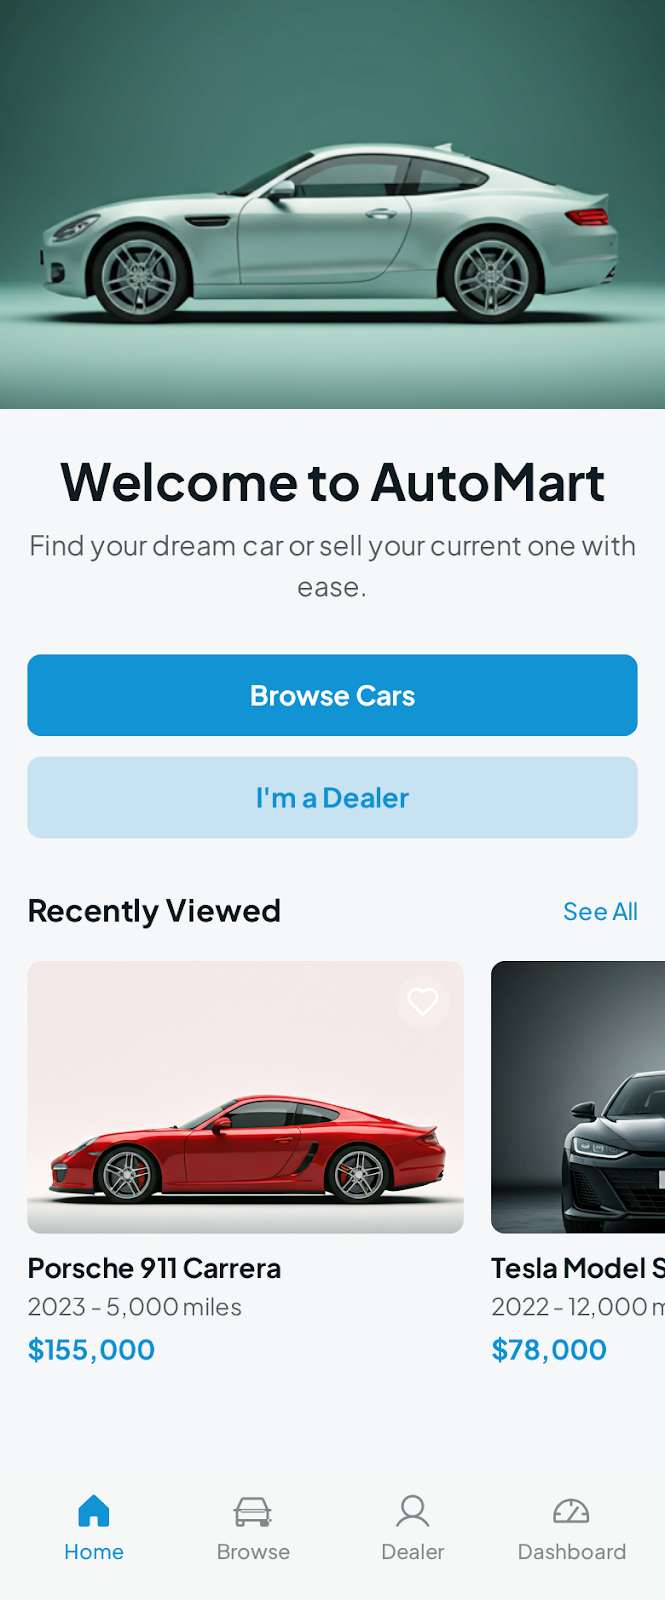 Welcome to AutoMart
Find your dream car or sell your current one with
ease.
Browse Cars
I'm a Dealer
Recently Viewed
See All
Porsche 911 Carrera
2023 - 5,000 miles
$155,000
Tesla Model S
2022 - 12,000 m
$78,000
Home
Browse
Dealer
Dashboard